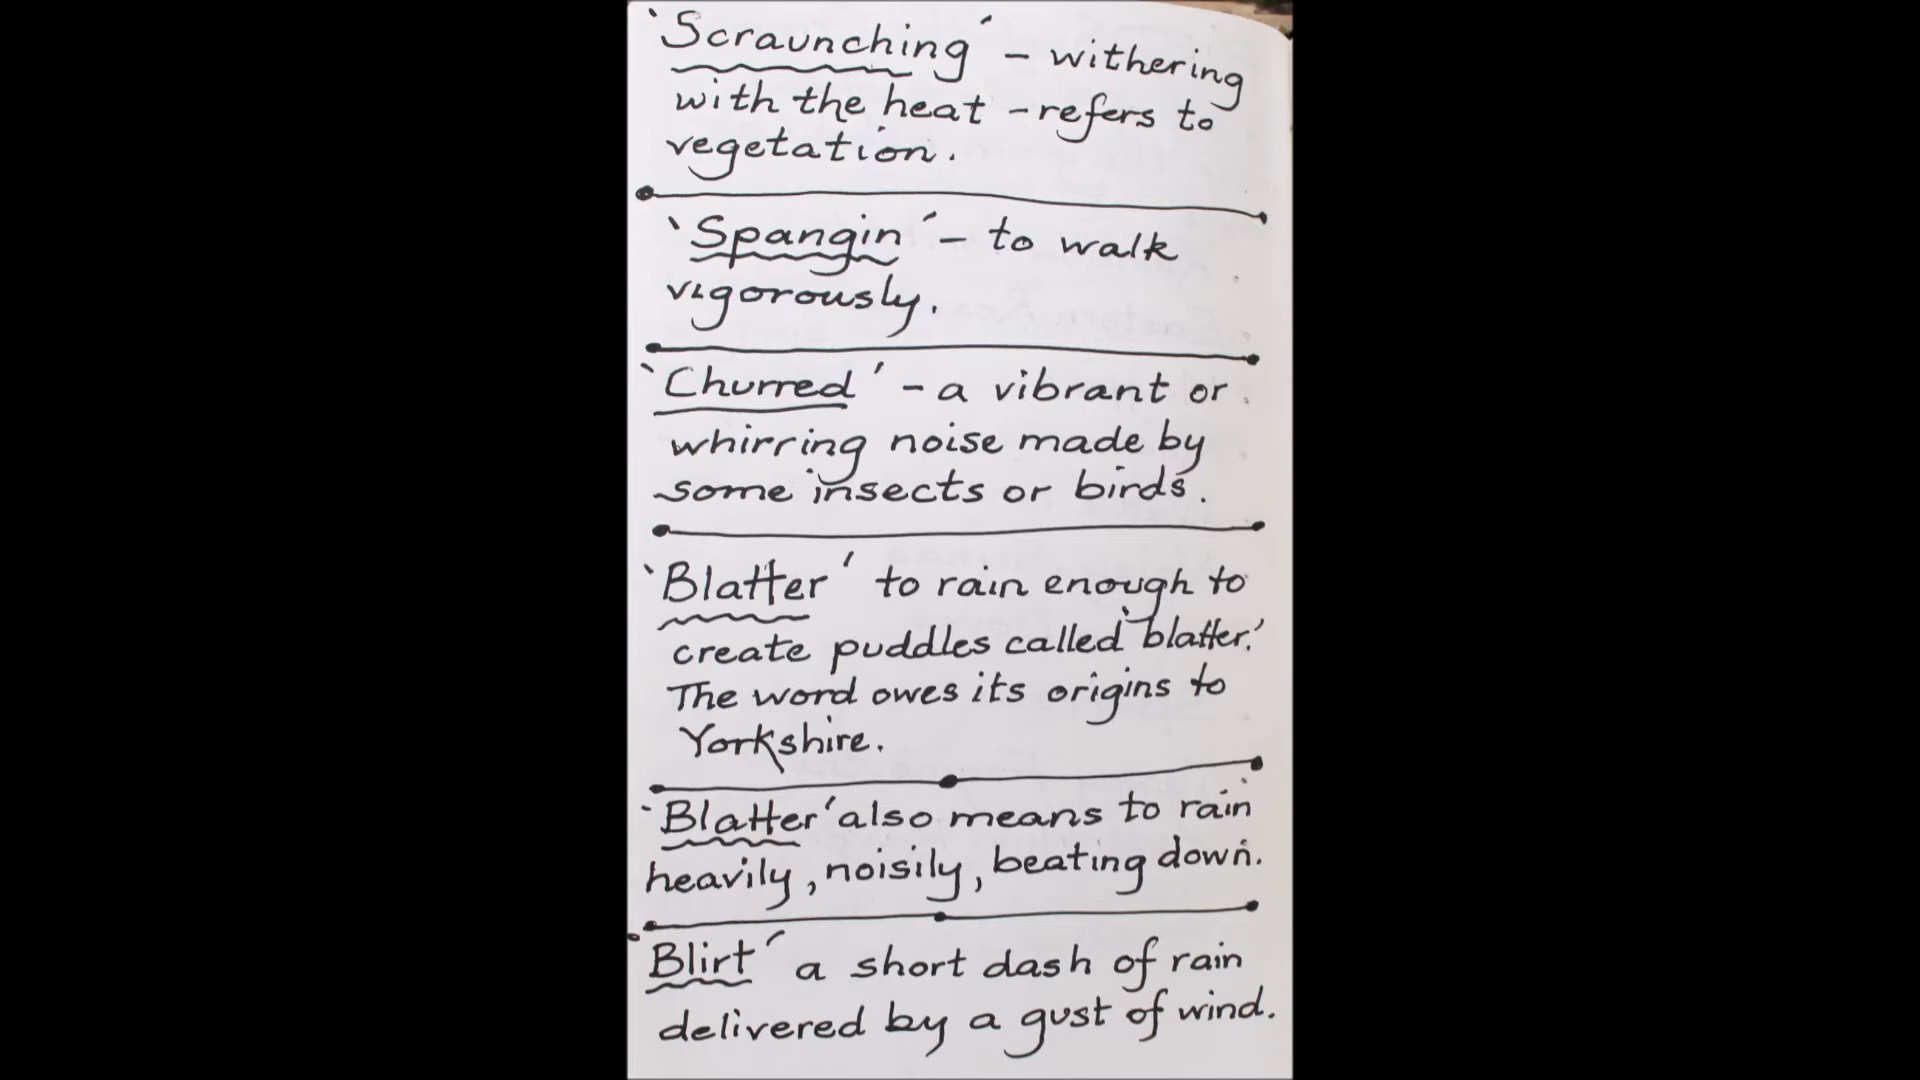 ‵Scraunching′ – withering
with the heat – refers to
vegetation.
‵Spangin′ – to walk
vigorously.
‵Churred′ – a vibrant or
whirring noise made by
some insects or birds.
‵Blatter′ to rain enough to
create puddles called ‵blatter.′
The word owes its origins to
Yorkshire.
‵Blatter′ also means to rain
heavily, noisily, beating down.
‵Blirt′ a short dash of rain
delivered by a gust of wind.